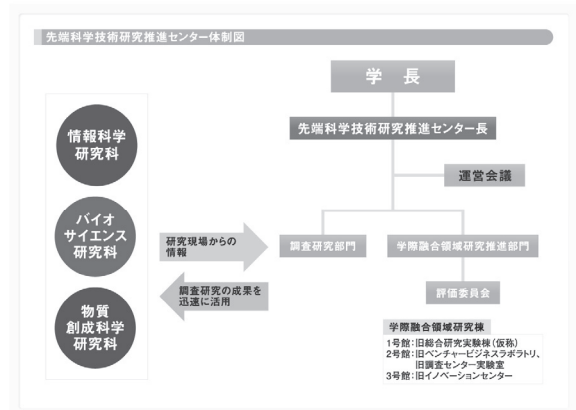 先端科学技術研究推進センター体制図
学 長
先端科学技術研究推進センター長
運営会議
情報科学
研究科
バイオ
サイエンス
研究科
物質
創成科学
研究科
研究現場からの
情報
調査研究の成果を
迅速に活用
調査研究部門
学際融合領域研究推進部門
評価委員会
学際融合領域研究棟
1号館：旧総合研究実験棟（仮称）
2号館：旧ベンチャービジネスラボラトリ、
旧調査センター実験室
3号館：旧イノベーションセンター